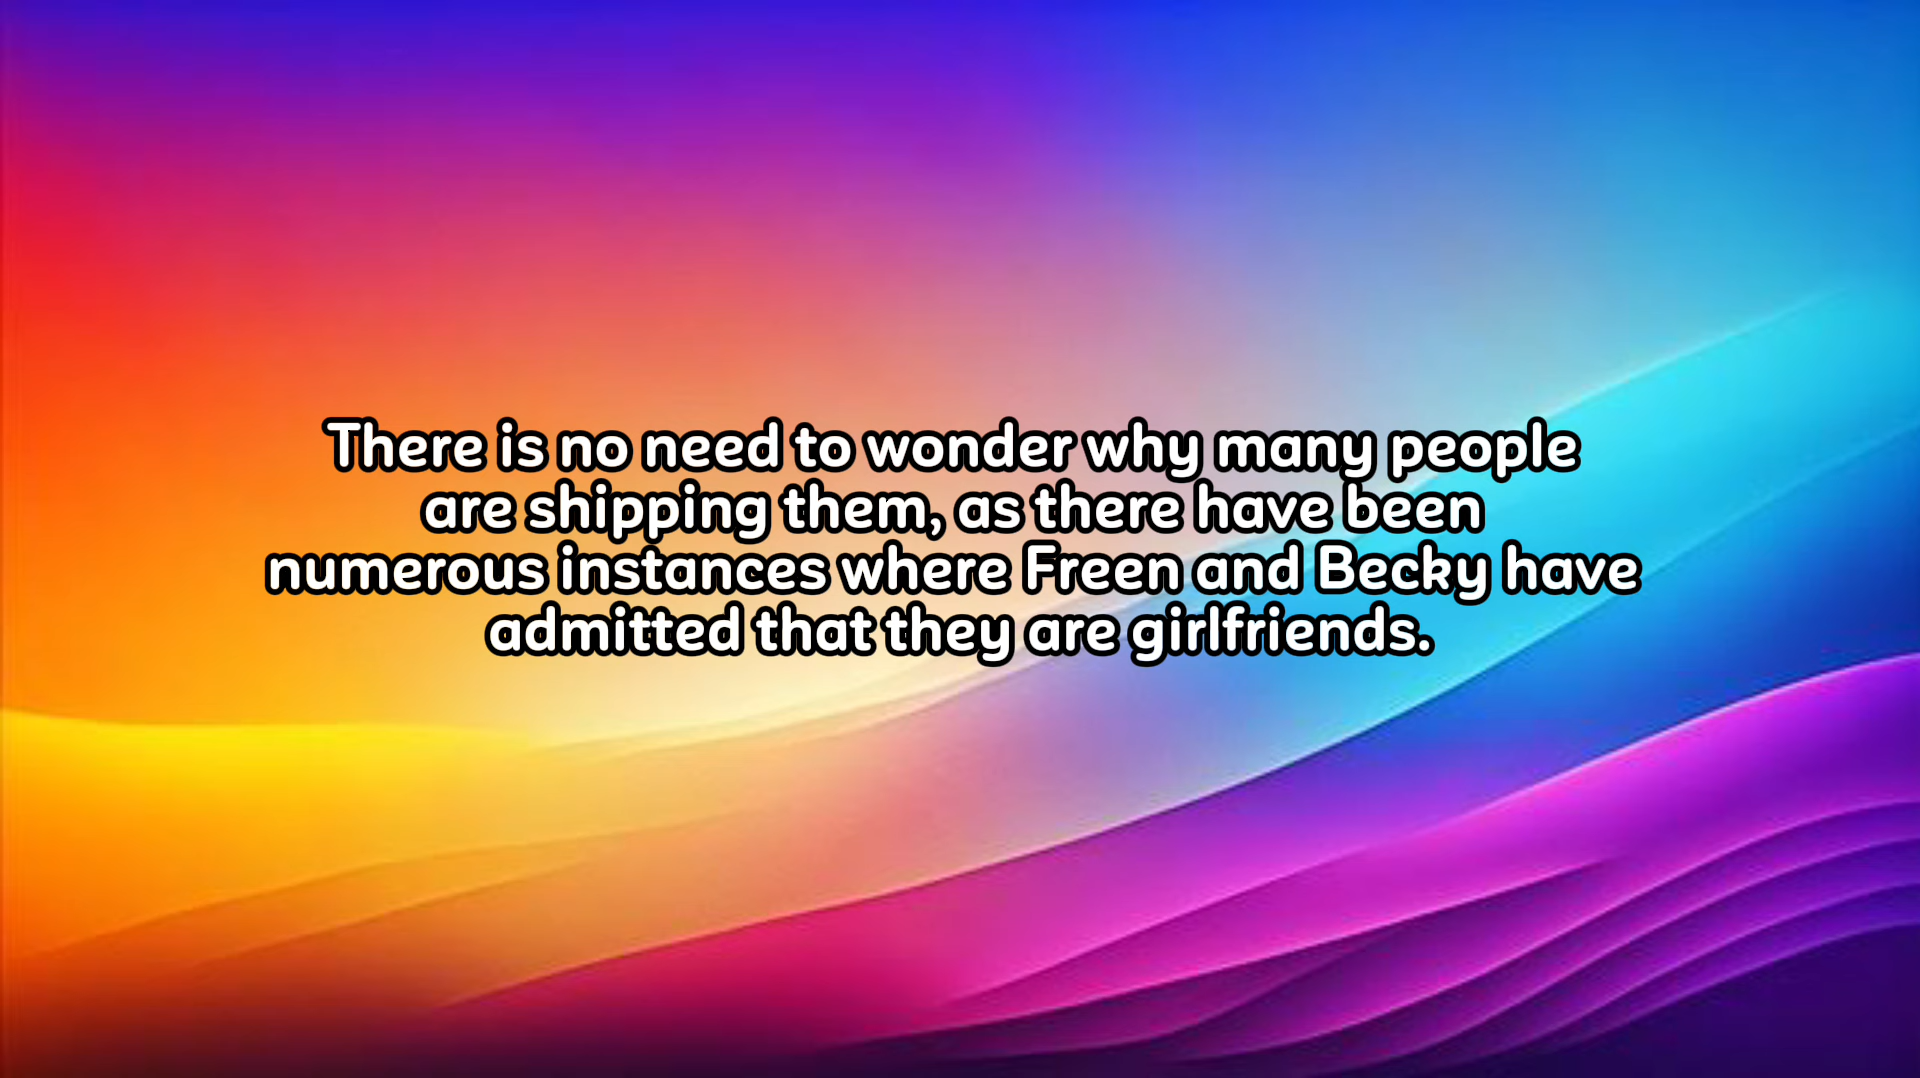 There is no need to wonder why many people
are shipping them, as there have been
numerous instances where Freen and Becky have
admitted that they are girlfriends.